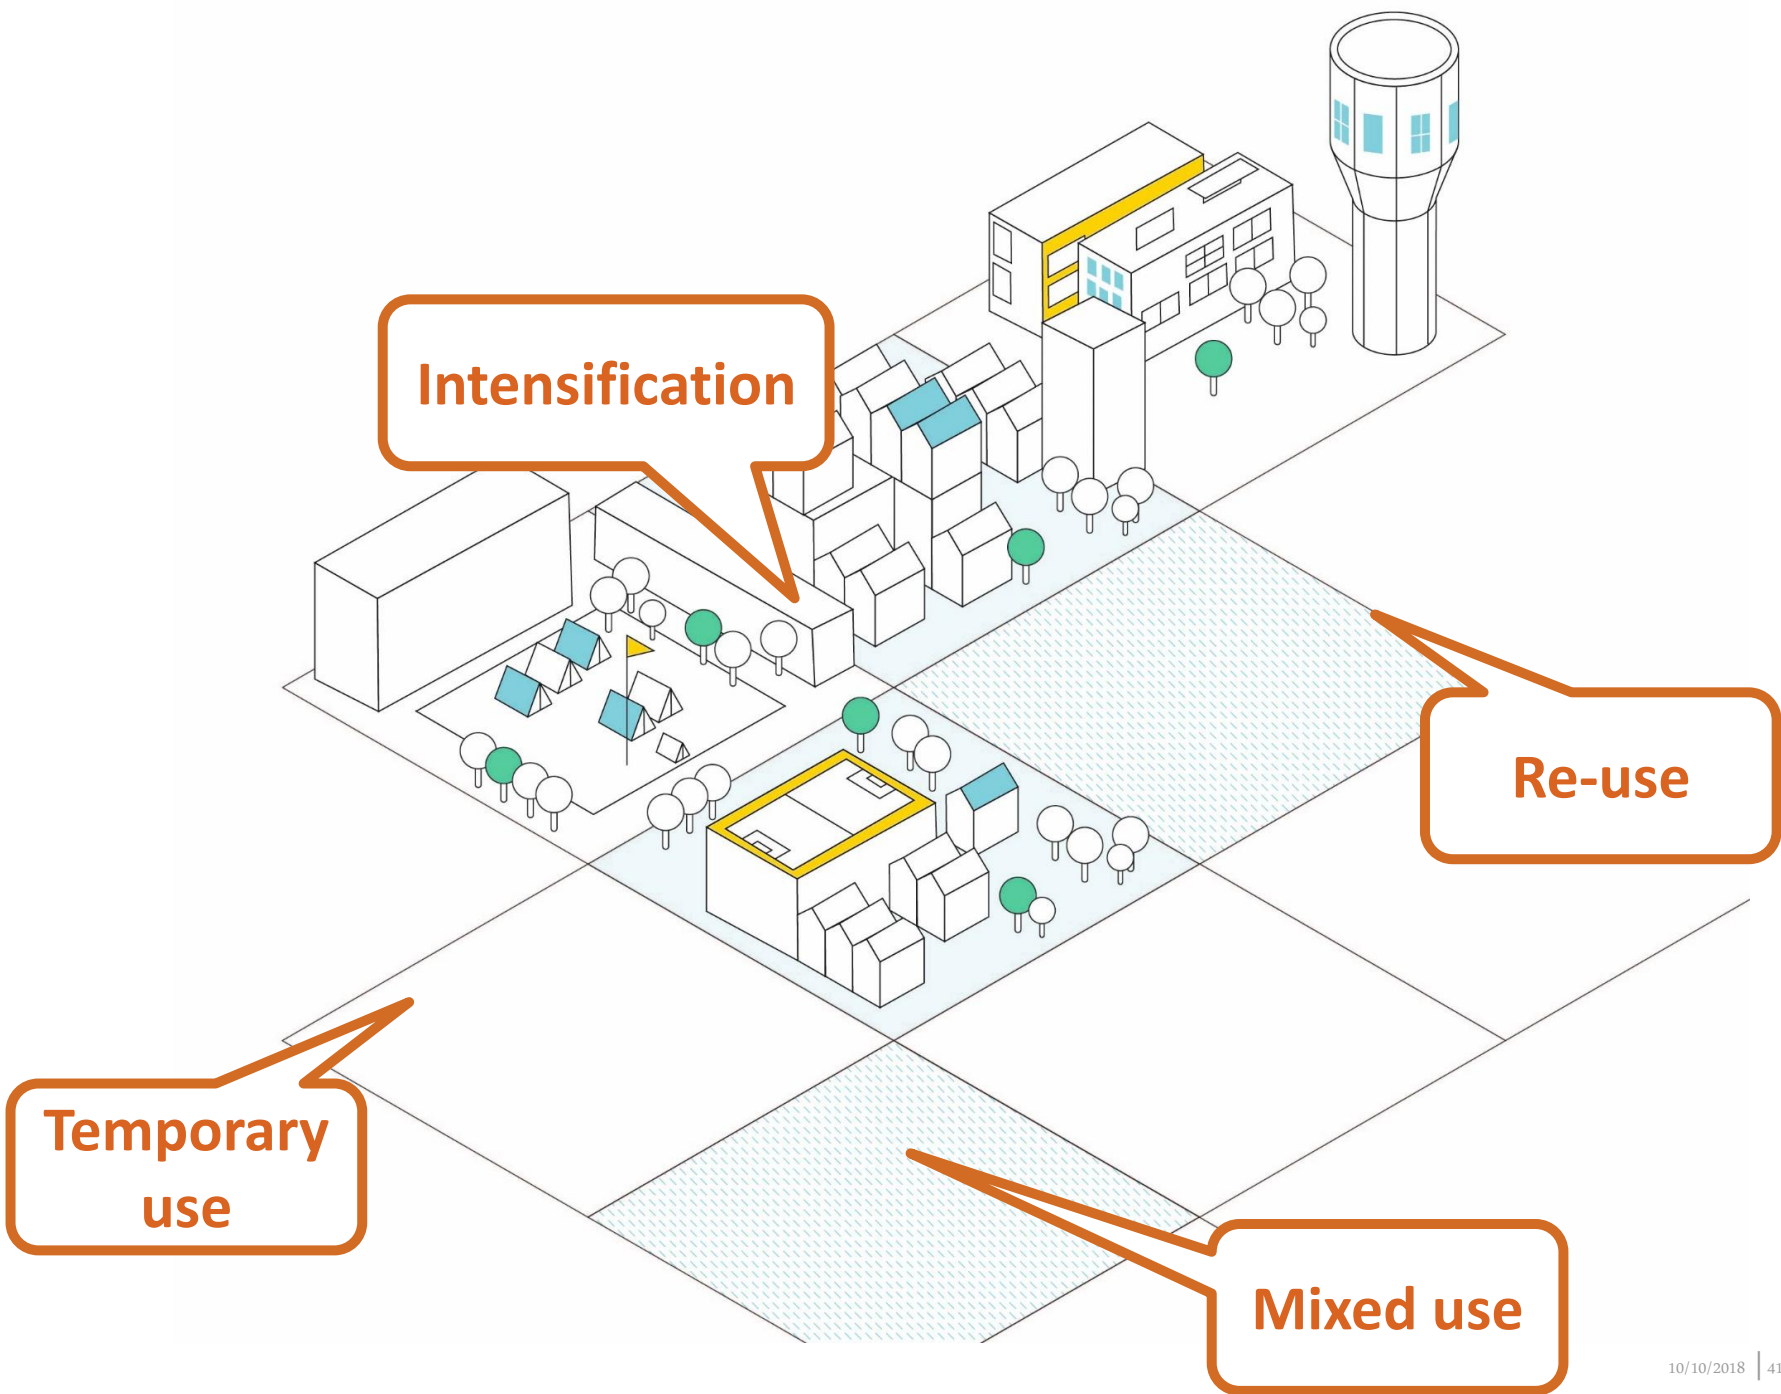 Intensification
Re-use
Temporary
use
Mixed use
10/10/2018 | 41